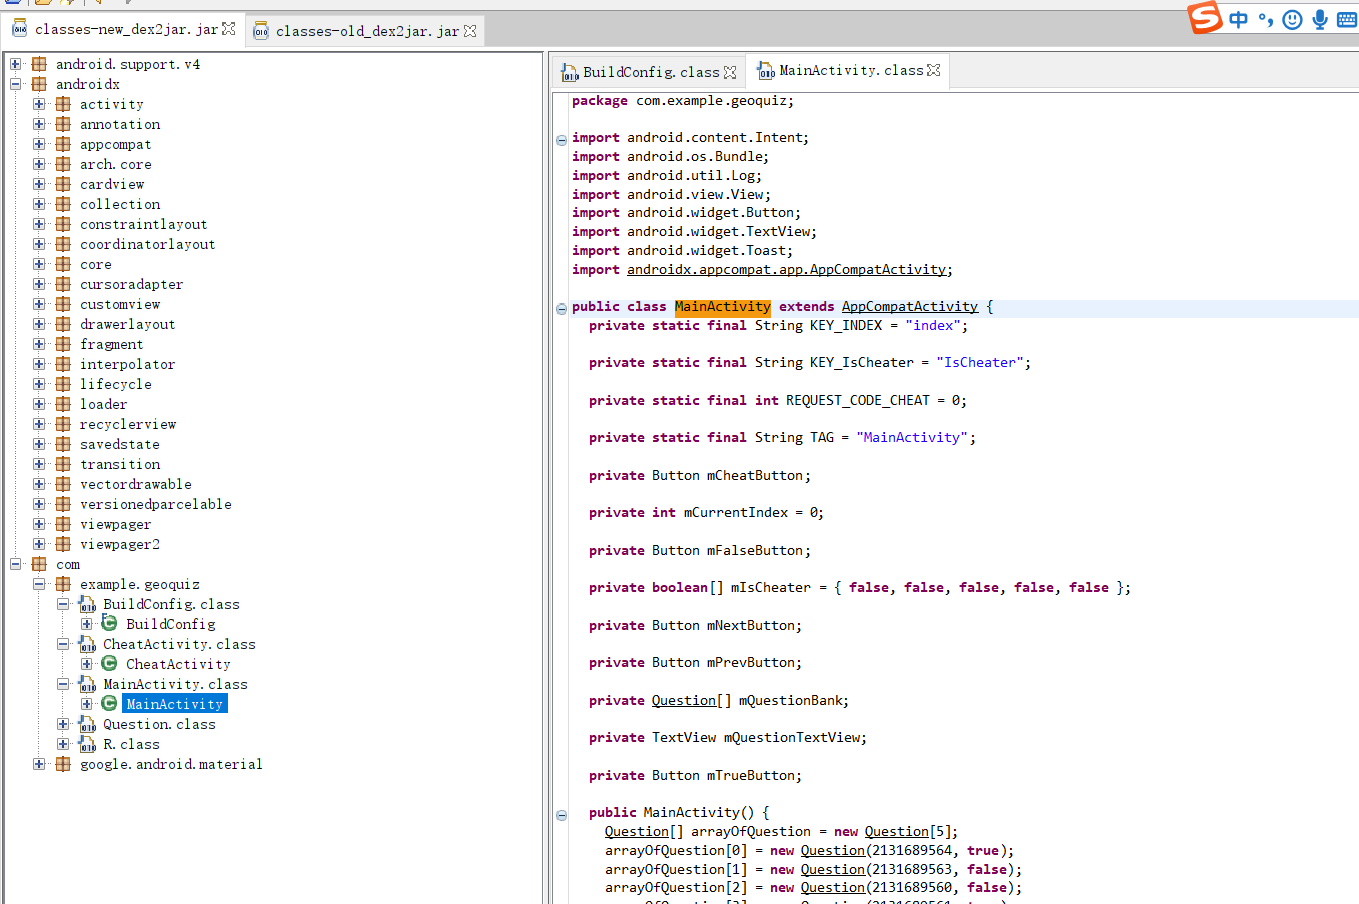 classes-new_dex2jar.jar
classes-old_dex2jar.jar
S 中
android.support.v4
androidx
activity
annotation
appcompat
arch.core
cardview
collection
constraintlayout
coordinatorlayout
core
cursoradapter
customview
drawerlayout
fragment
interpolator
lifecycle
loader
recyclerview
savedstate
transition
vectordrawable
versionedparcelable
viewpager
viewpager2
com
example.geoquiz
BuildConfig.class
BuildConfig
CheatActivity.class
CheatActivity
MainActivity.class
MainActivity
Question.class
R.class
google.android.material
BuildConfig.class
MainActivity.class
package com.example.geoquiz;
import android.content.Intent;
import android.os.Bundle;
import android.util.Log;
import android.view.View;
import android.widget.Button;
import android.widget.TextView;
import android.widget.Toast;
import androidx.appcompat.app.AppCompatActivity;
public class MainActivity extends AppCompatActivity {
private static final String KEY_INDEX = "index";
private static final String KEY_IsCheater = "IsCheater";
private static final int REQUEST_CODE_CHEAT = 0;
private static final String TAG = "MainActivity";
private Button mCheatButton;
private int mCurrentIndex = 0;
private Button mFalseButton;
private boolean[] mIsCheater = { false, false, false, false, false };
private Button mNextButton;
private Button mPrevButton;
private Question[] mQuestionBank;
private TextView mQuestionTextView;
private Button mTrueButton;
public MainActivity() {
Question[] arrayOfQuestion = new Question[5];
arrayOfQuestion[0] = new Question(2131689564, true);
arrayOfQuestion[1] = new Question(2131689563, false);
arrayOfQuestion[2] = new Question(2131689560, false);